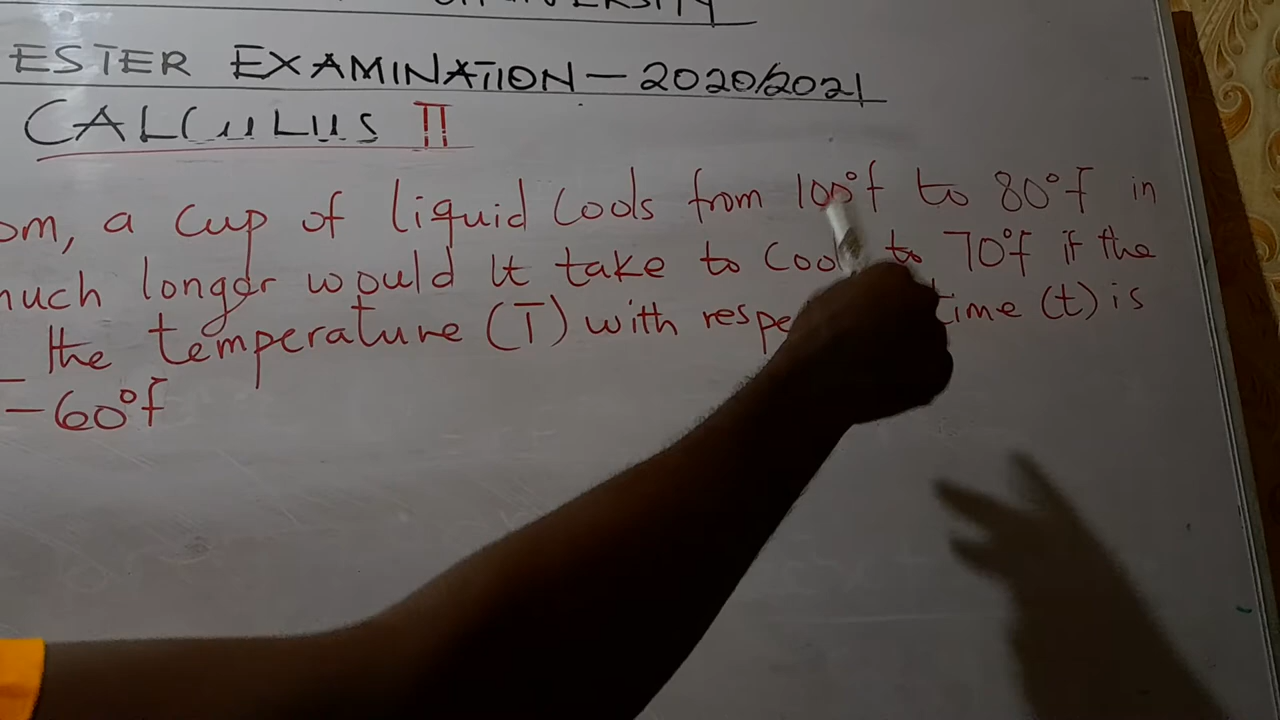 ESTER EXAMINATION - 2020/2021
CALCULUS II
om, a cup of liquid Cools from 100°f to 80°f in
much longer would it take to Cool to 70°f if the
the temperature (T) with respe time (t) is
-60°f